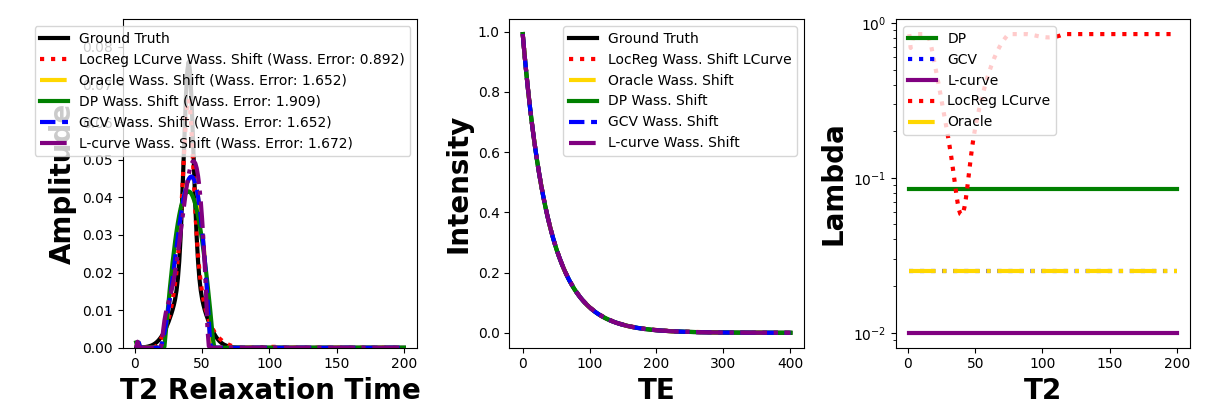 Ground Truth
LocReg LCurve Wass. Shift (Wass. Error: 0.892)
Oracle Wass. Shift (Wass. Error: 1.652)
DP Wass. Shift (Wass. Error: 1.909)
GCV Wass. Shift (Wass. Error: 1.652)
L-curve Wass. Shift (Wass. Error: 1.672)
Amplitude
0.08
0.05
0.04
0.03
0.02
0.01
0.00
0
50
100
150
200
T2 Relaxation Time
Ground Truth
LocReg Wass. Shift LCurve
Oracle Wass. Shift
DP Wass. Shift
GCV Wass. Shift
L-curve Wass. Shift
Intensity
1.0
0.8
0.6
0.4
0.2
0.0
0
100
200
300
400
TE
DP
GCV
L-curve
LocReg LCurve
Oracle
Lambda
10⁰
10⁻¹
10⁻²
0
50
100
150
200
T2